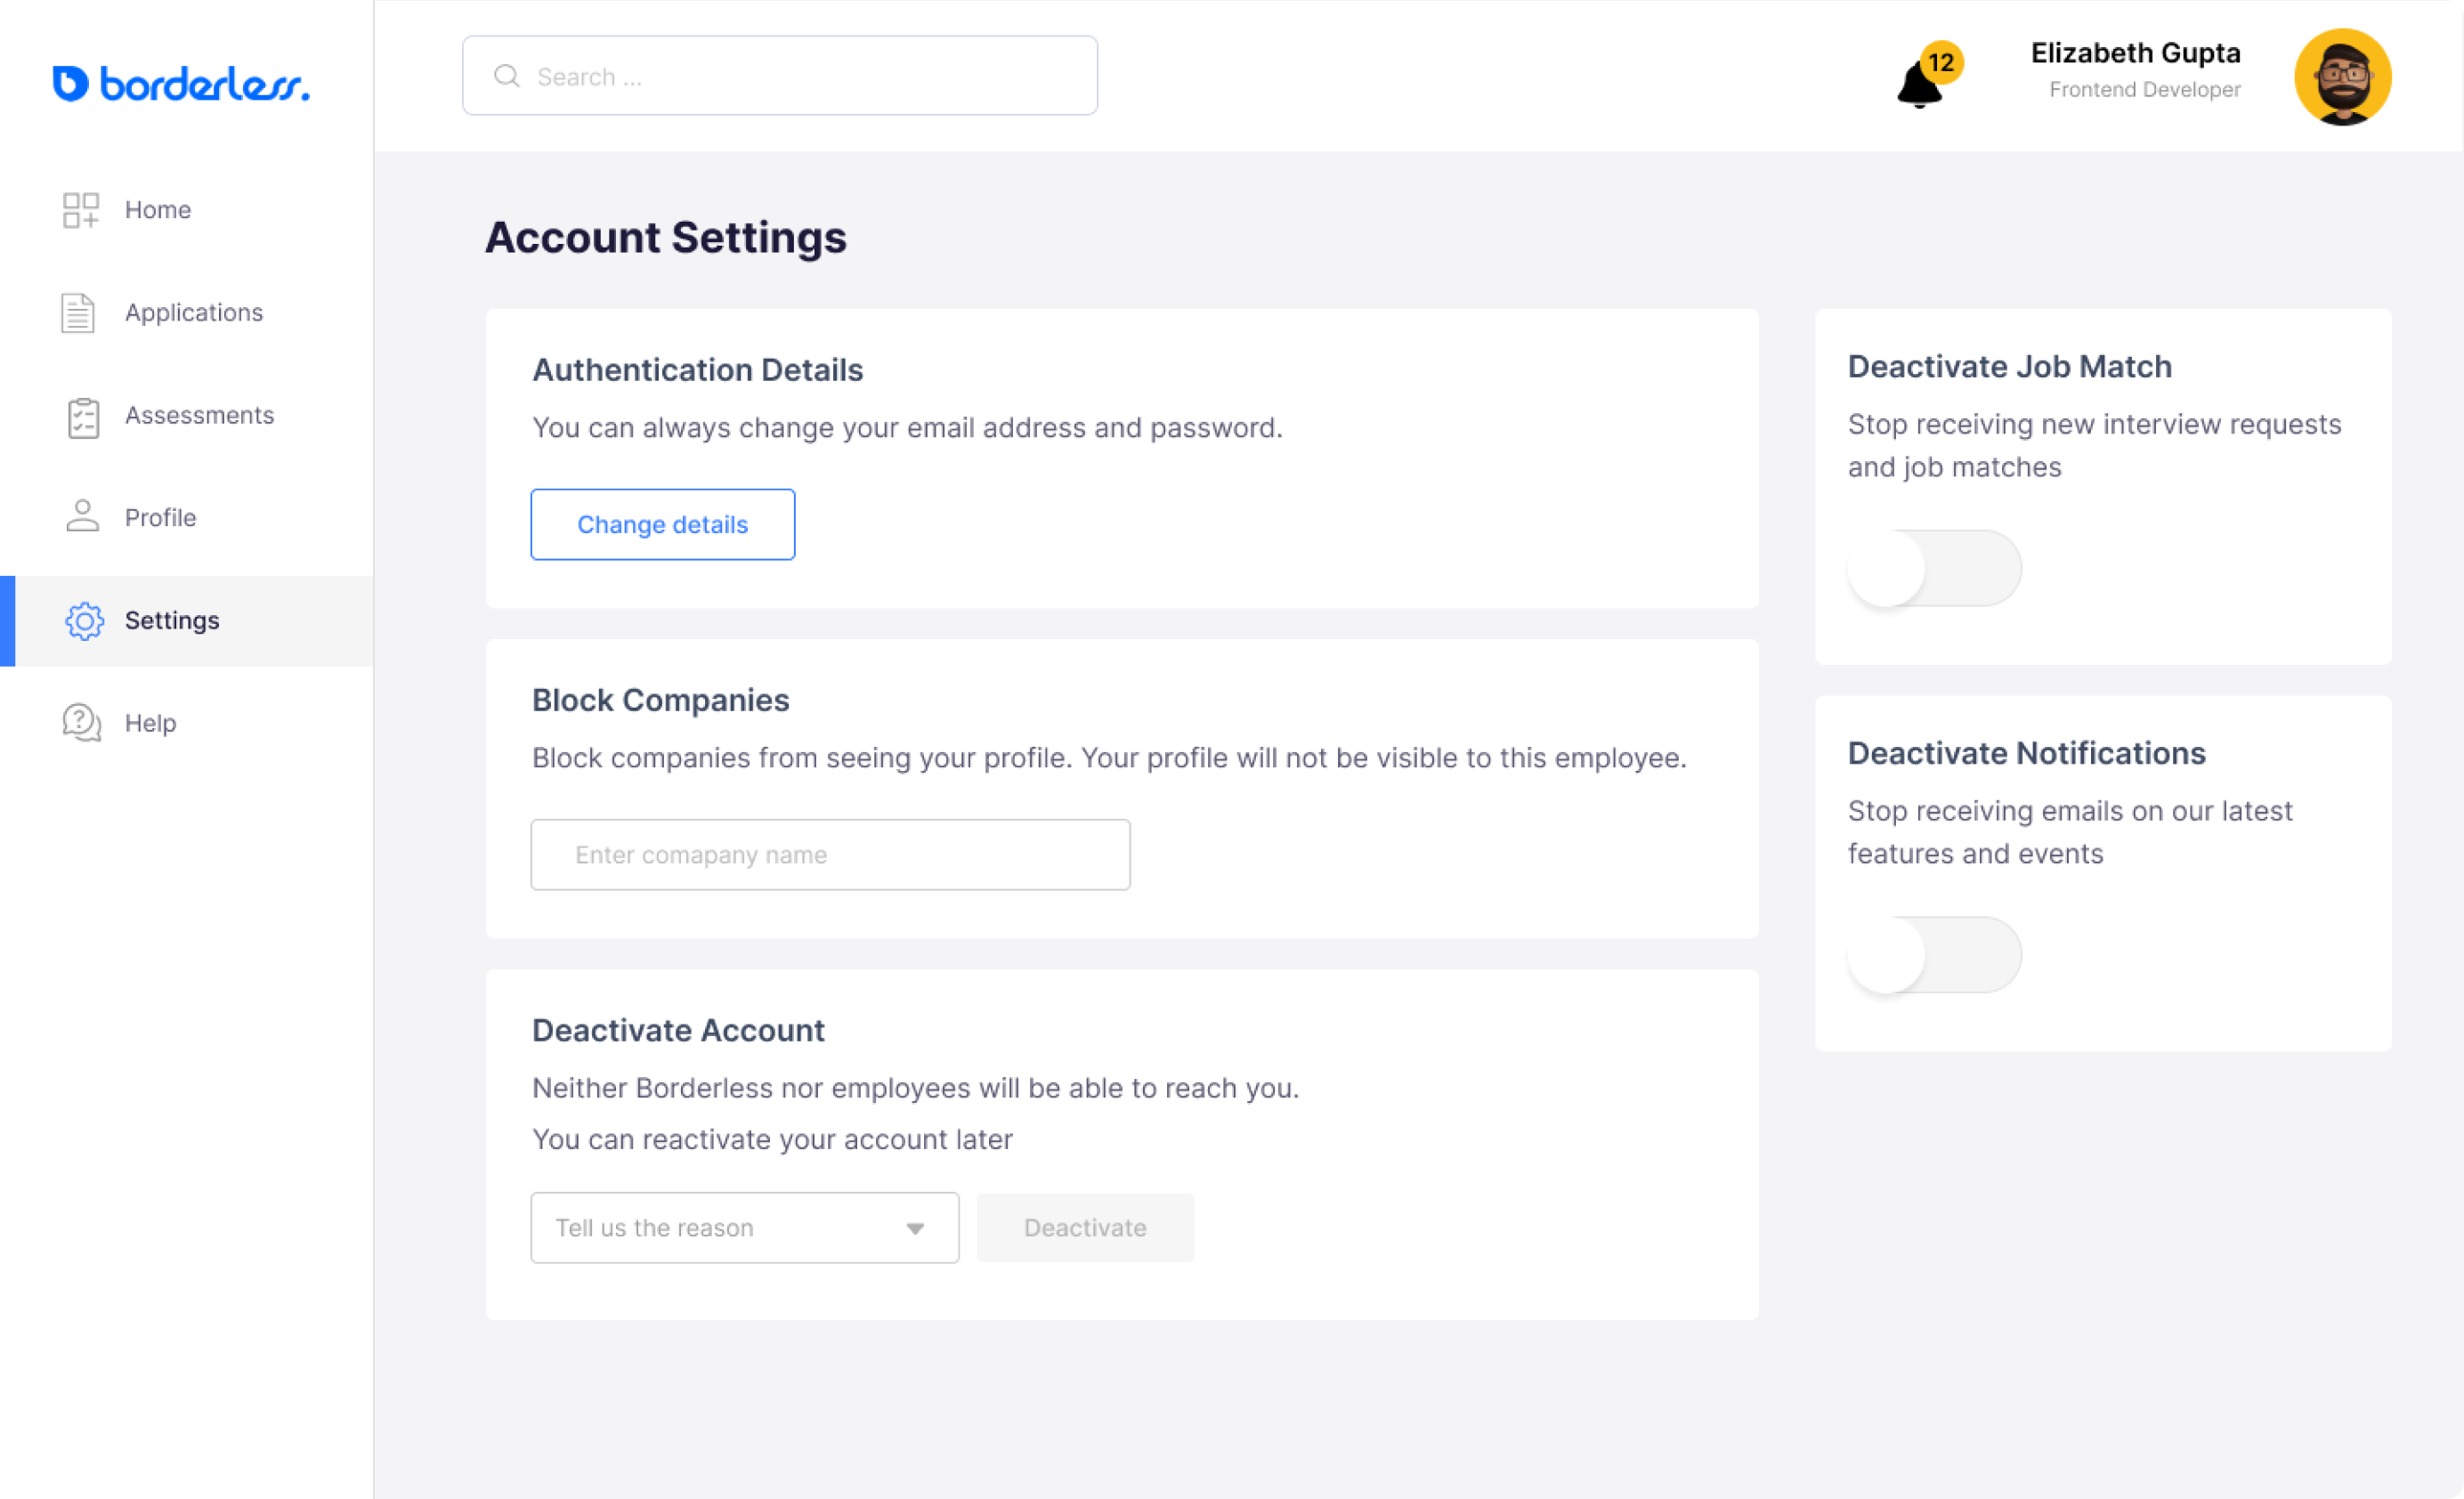 borderless.
Search ...
12
Elizabeth Gupta
Frontend Developer
Home
Applications
Assessments
Profile
Settings
Help
Account Settings
Authentication Details
You can always change your email address and password.
Change details
Block Companies
Block companies from seeing your profile. Your profile will not be visible to this employee.
Enter comapany name
Deactivate Account
Neither Borderless nor employees will be able to reach you.
You can reactivate your account later
Tell us the reason
Deactivate
Deactivate Job Match
Stop receiving new interview requests
and job matches
Deactivate Notifications
Stop receiving emails on our latest
features and events